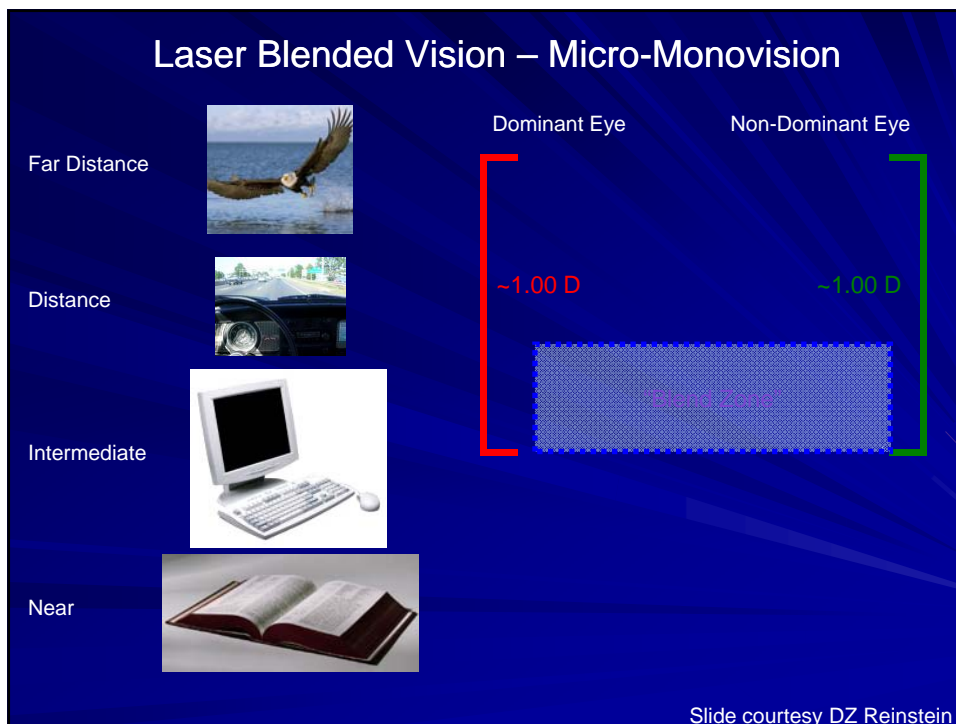 Laser Blended Vision – Micro-Monovision
Dominant Eye
Non-Dominant Eye
Far Distance
~1.00 D
~1.00 D
Distance
"Blend Zone"
Intermediate
Near
Slide courtesy DZ Reinstein